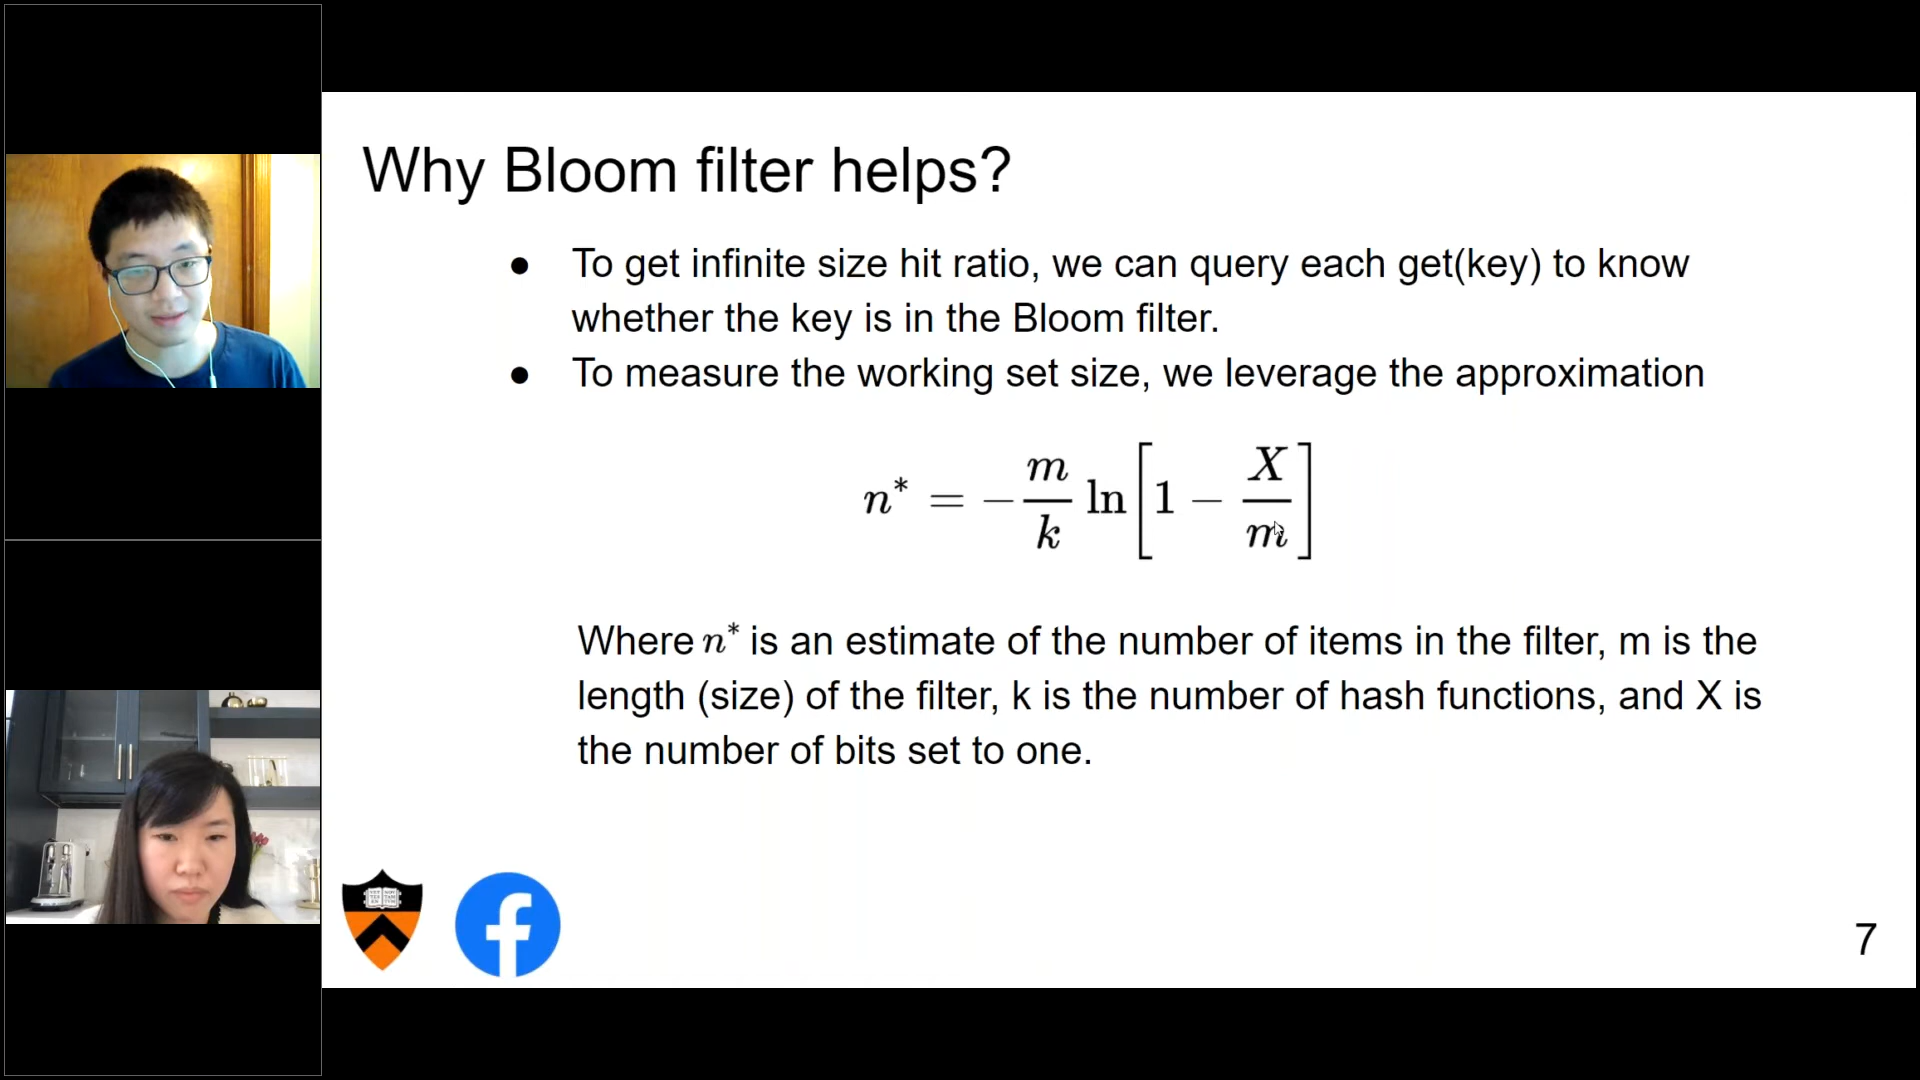 Why Bloom filter helps?
● To get infinite size hit ratio, we can query each get(key) to know
whether the key is in the Bloom filter.
● To measure the working set size, we leverage the approximation
n* = -m/k ln[1 - X/m]
Where n* is an estimate of the number of items in the filter, m is the
length (size) of the filter, k is the number of hash functions, and X is
the number of bits set to one.
7